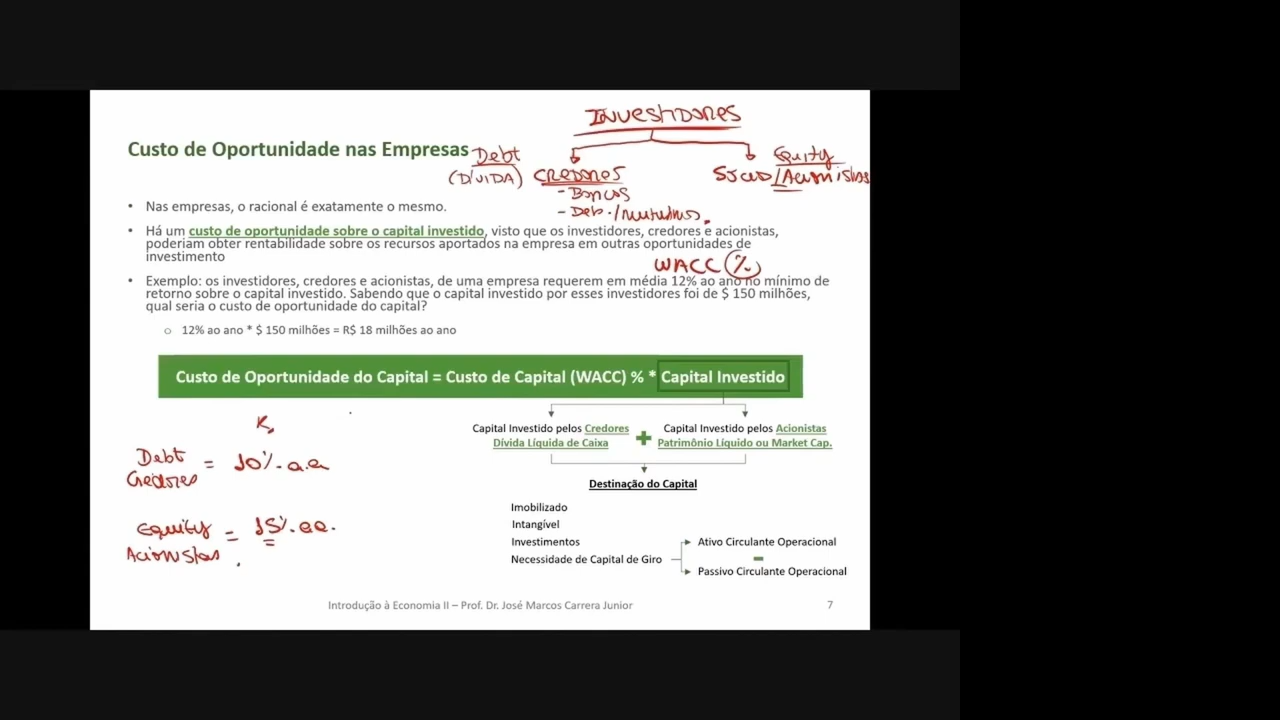 INVESTIDORES
Custo de Oportunidade nas Empresas
Debt
(DÍVIDA)
CREDORES
- Bancos
Equity
Sócios/Acionistas
• Nas empresas, o racional é exatamente o mesmo.
• Há um custo de oportunidade sobre o capital investido, visto que os investidores, credores e acionistas,
poderiam obter rentabilidade sobre os recursos aportados na empresa em outras oportunidades de
investimento
WACC (%)
• Exemplo: os investidores, credores e acionistas, de uma empresa requerem em média 12% ao ano no mínimo de
retorno sobre o capital investido. Sabendo que o capital investido por esses investidores foi de $ 150 milhões,
qual seria o custo de oportunidade do capital?
o 12% ao ano * $ 150 milhões = R$ 18 milhões ao ano
Custo de Oportunidade do Capital = Custo de Capital (WACC) % * Capital Investido
Capital Investido pelos Credores
Dívida Líquida de Caixa
+
Capital Investido pelos Acionistas
Patrimônio Líquido ou Market Cap.
Destinação do Capital
Imobilizado
Intangível
Investimentos
Necessidade de Capital de Giro
Ativo Circulante Operacional
-
Passivo Circulante Operacional
Debt
Credores
= 10%. a.a
Equity
Acionistas
= 15%. aa.
Introdução à Economia II – Prof. Dr. José Marcos Carrera Junior
7